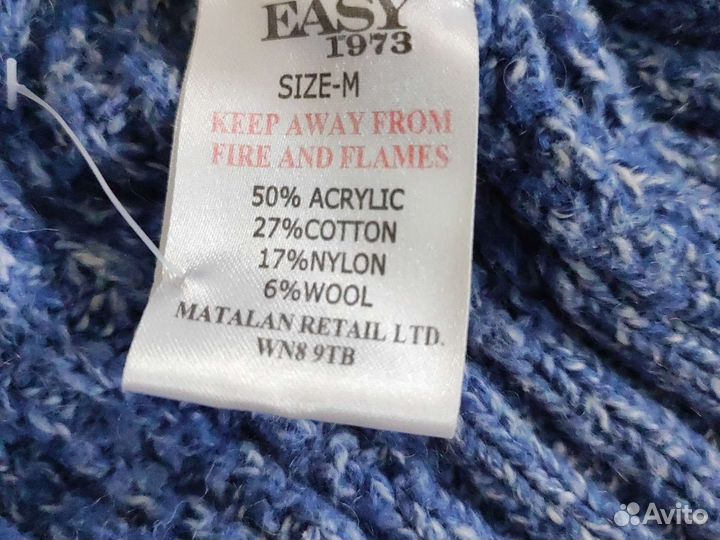 EASY
1973
SIZE-M
KEEP AWAY FROM
FIRE AND FLAMES
50% ACRYLIC
27%COTTON
17%NYLON
6%WOOL
MATALAN RETAIL LTD.
WN8 9TB
Avito